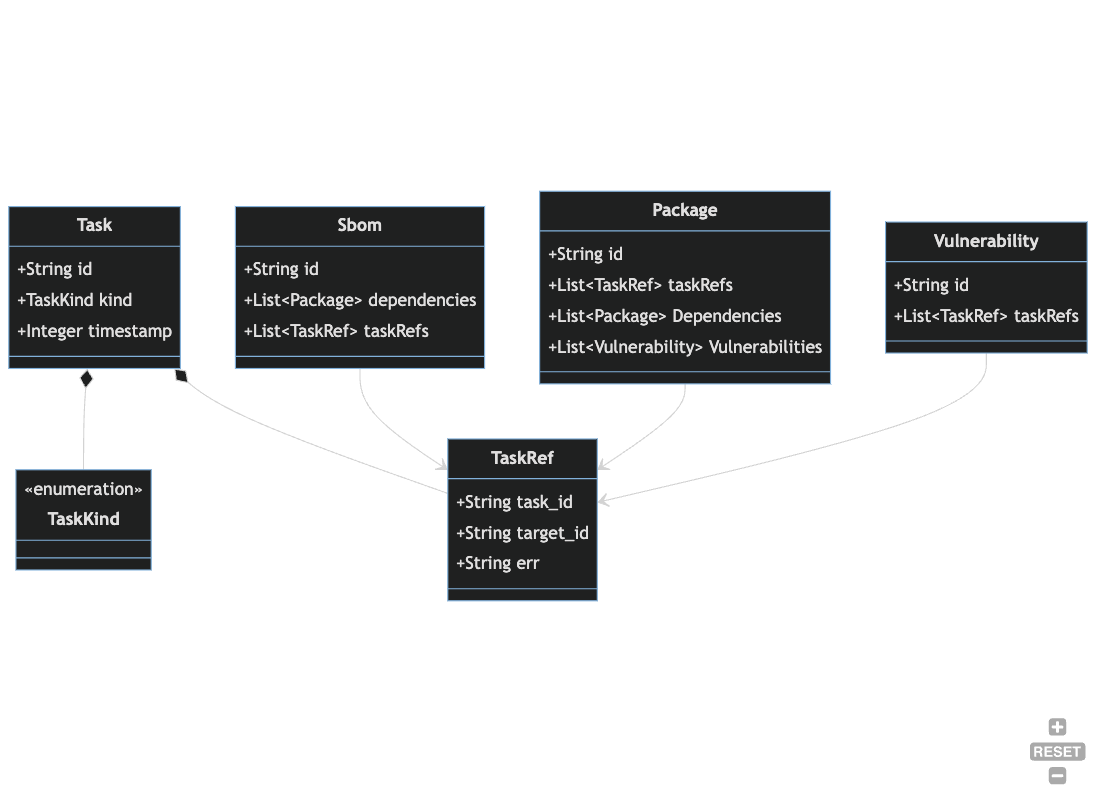 Task
+String id
+TaskKind kind
+Integer timestamp
Sbom
+String id
+List<Package> dependencies
+List<TaskRef> taskRefs
Package
+String id
+List<TaskRef> taskRefs
+List<Package> Dependencies
+List<Vulnerability> Vulnerabilities
Vulnerability
+String id
+List<TaskRef> taskRefs
«enumeration»
TaskKind
TaskRef
+String task_id
+String target_id
+String err
+
RESET
−